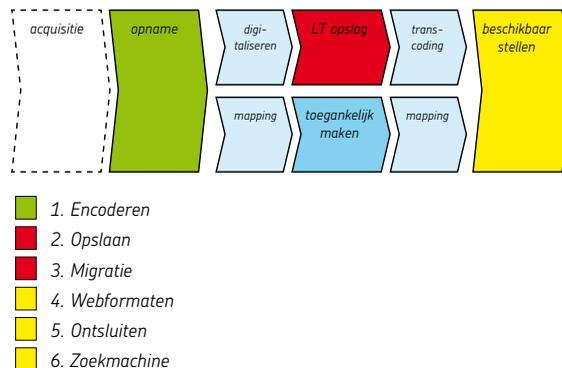 acquisitie
opname
digi-
taliseren
LT opslag
trans-
coding
beschikbaar
stellen
mapping
toegankelijk
maken
mapping
1. Encoderen
2. Opslaan
3. Migratie
4. Webformaten
5. Ontsluiten
6. Zoekmachine